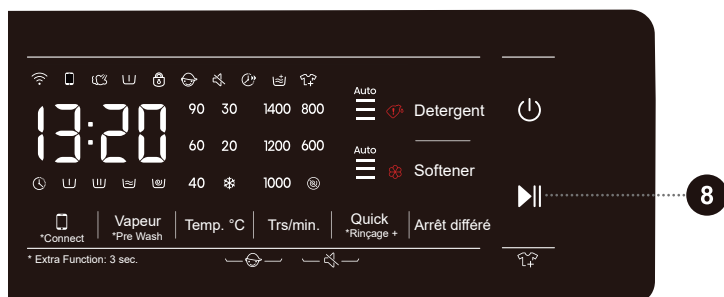 Auto
Detergent
13:20
90 30 1400 800
60 20 1200 600
Auto
Softener
40 1000
8
*Connect
Vapeur
*Pre Wash
Temp. °C
Trs/min.
Quick
*Rinçage +
Arrêt différé
* Extra Function: 3 sec.